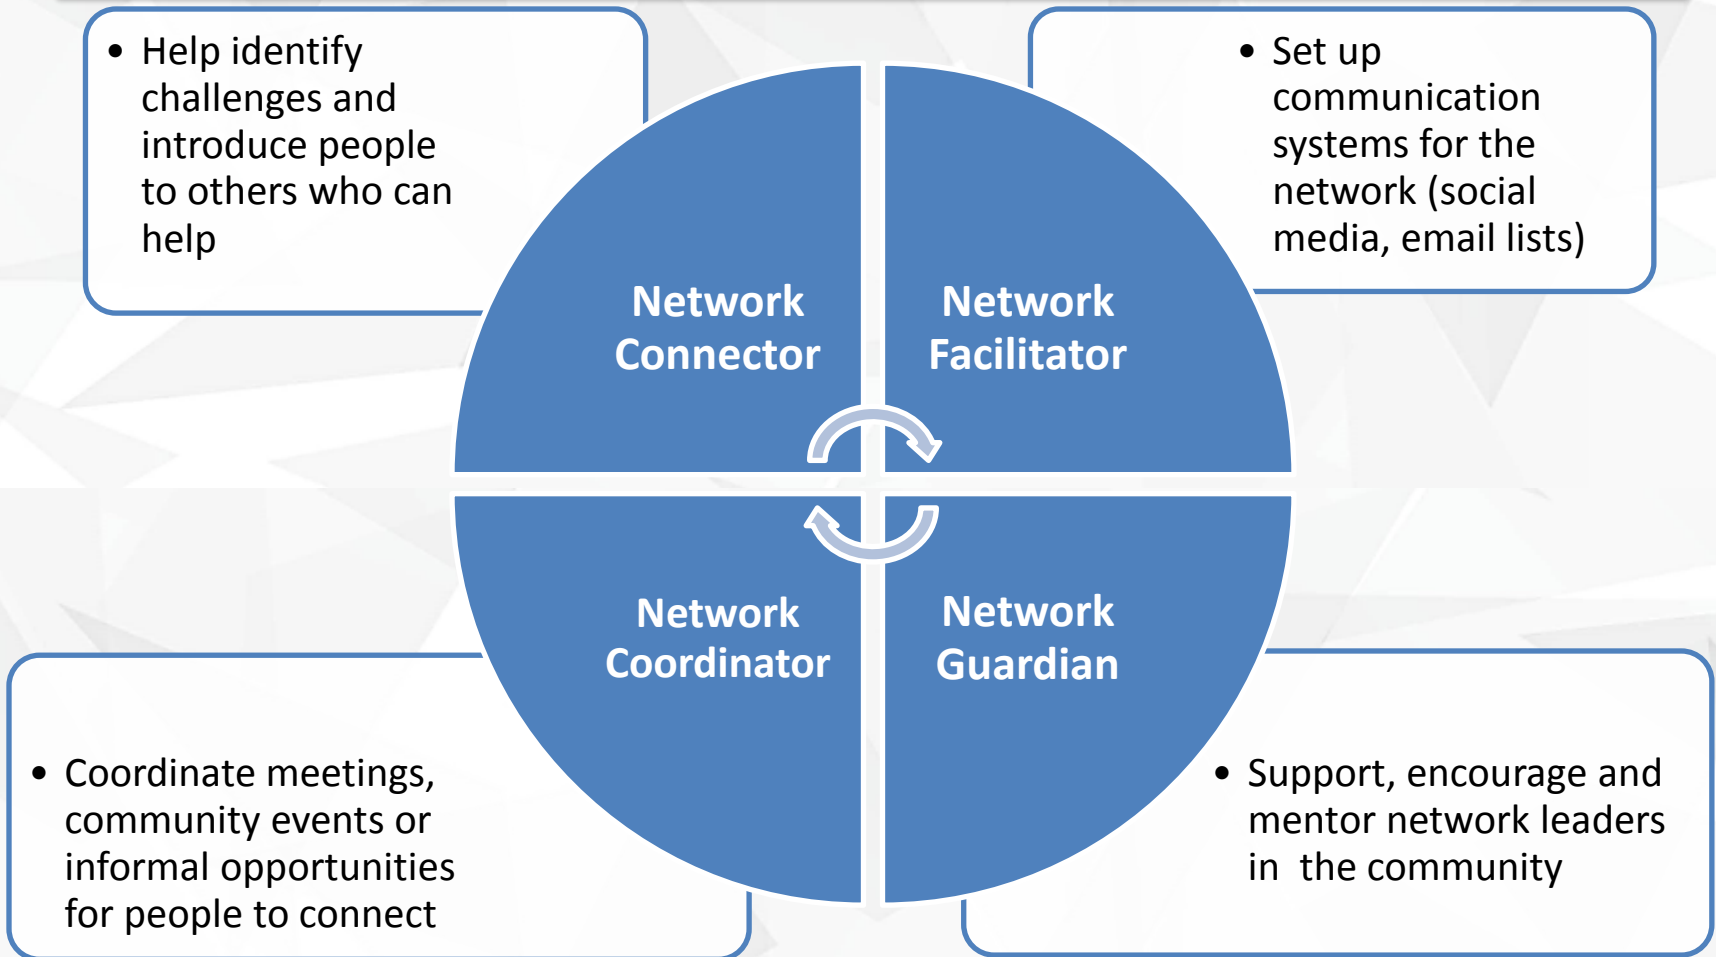 • Help identify
challenges and
introduce people
to others who can
help
• Set up
communication
systems for the
network (social
media, email lists)
Network
Connector
Network
Facilitator
Network
Coordinator
Network
Guardian
• Coordinate meetings,
community events or
informal opportunities
for people to connect
• Support, encourage and
mentor network leaders
in  the community